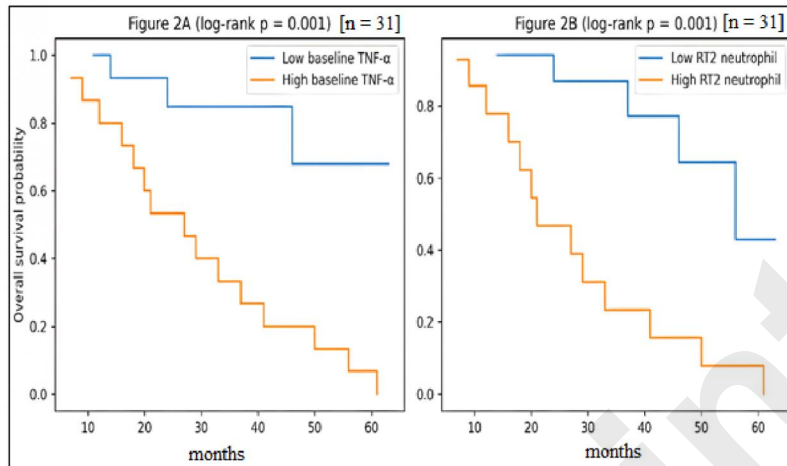 Figure 2A (log-rank p = 0.001) [n = 31]
Low baseline TNF-α
High baseline TNF-α
Overall survival probability
1.0
0.8
0.6
0.4
0.2
0.0
10 20 30 40 50 60
months
Figure 2B (log-rank p = 0.001) [n = 31]
Low RT2 neutrophil
High RT2 neutrophil
0.8
0.6
0.4
0.2
0.0
10 20 30 40 50 60
months